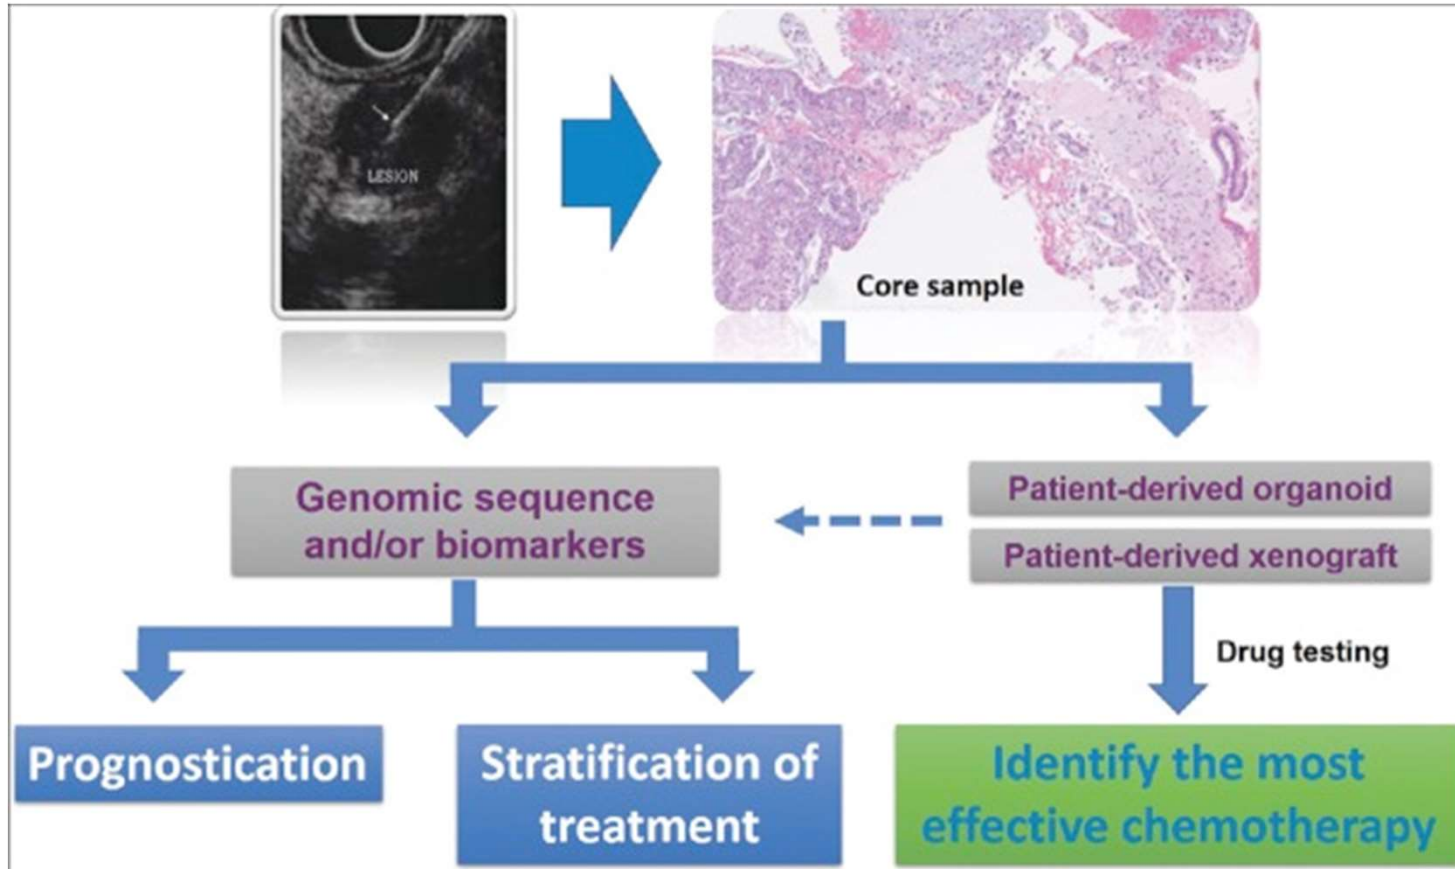 LESION
Core sample
Genomic sequence
and/or biomarkers
Patient-derived organoid
Patient-derived xenograft
Drug testing
Prognostication
Stratification of
treatment
Identify the most
effective chemotherapy